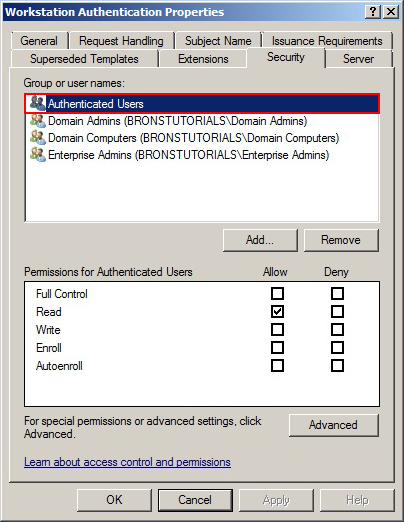 Workstation Authentication Properties
General Request Handling Subject Name Issuance Requirements
Superseded Templates Extensions Security Server
Group or user names:
Authenticated Users
Domain Admins (BRONSTUTORIALS\Domain Admins)
Domain Computers (BRONSTUTORIALS\Domain Computers)
Enterprise Admins (BRONSTUTORIALS\Enterprise Admins)
Add... Remove
Permissions for Authenticated Users Allow Deny
Full Control
Read
Write
Enroll
Autoenroll
For special permissions or advanced settings, click
Advanced.
Advanced
Learn about access control and permissions
OK Cancel Apply Help